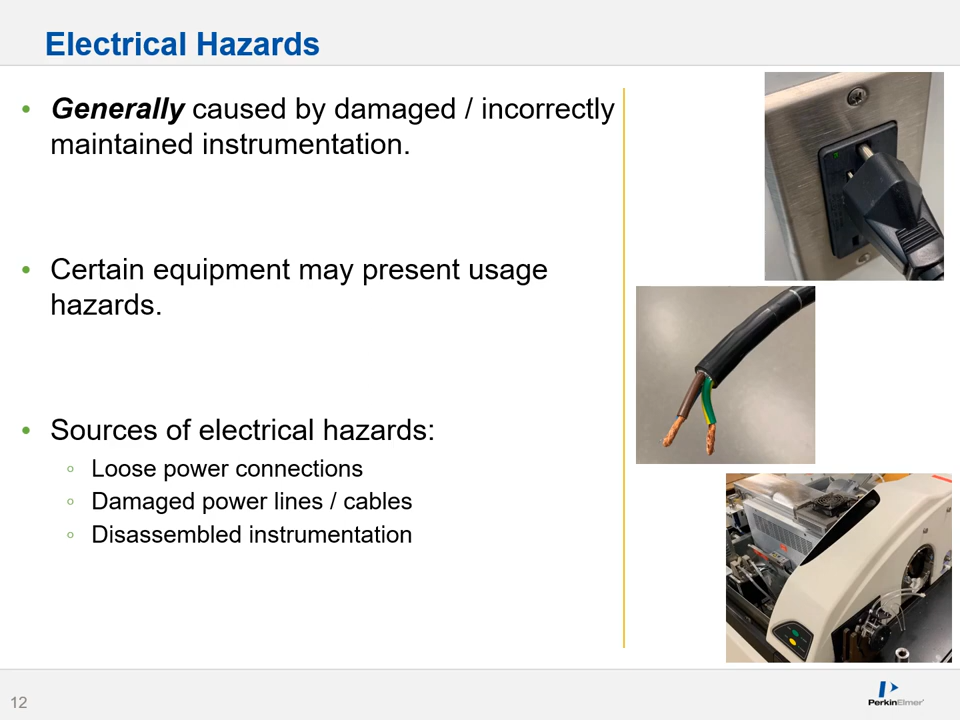 Electrical Hazards
• Generally caused by damaged / incorrectly
maintained instrumentation.
• Certain equipment may present usage
hazards.
• Sources of electrical hazards:
◦ Loose power connections
◦ Damaged power lines / cables
◦ Disassembled instrumentation
12
PerkinElmer